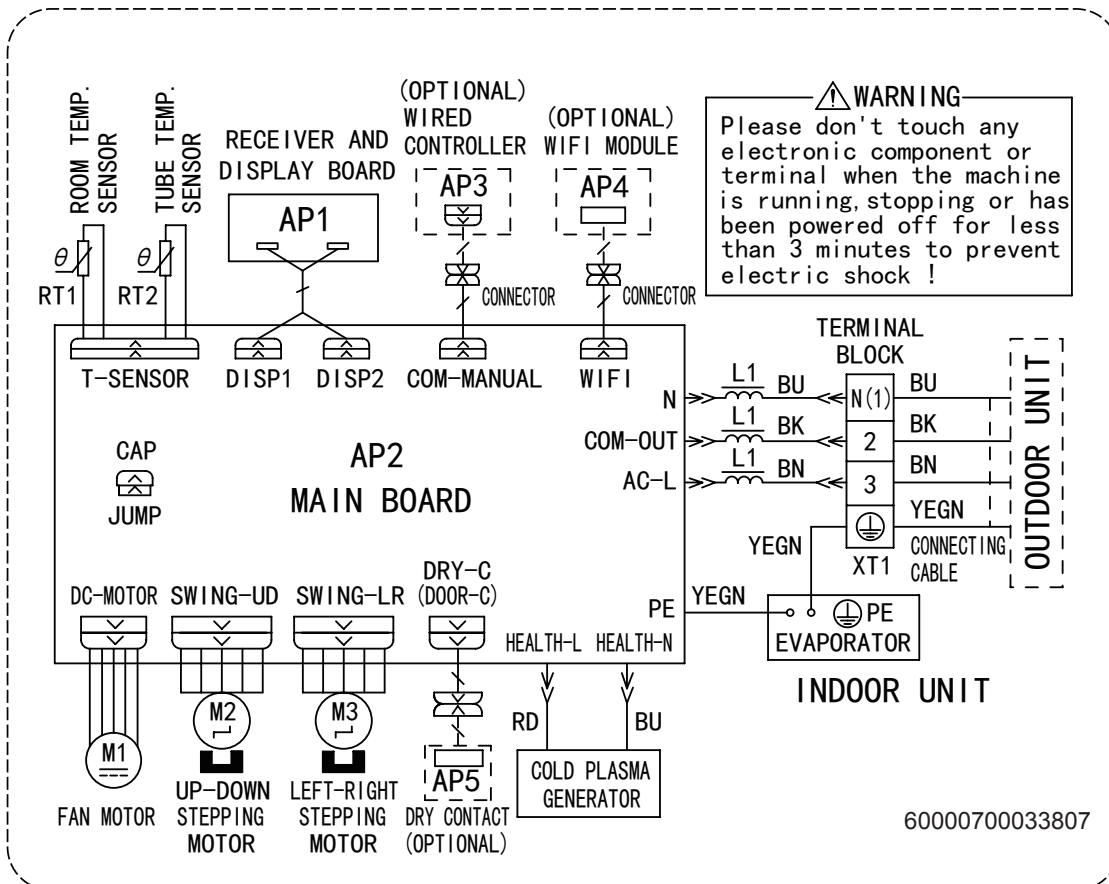 ROOM TEMP.
SENSOR
TUBE TEMP.
SENSOR
θ
RT1
θ
RT2
RECEIVER AND
DISPLAY BOARD
AP1
(OPTIONAL)
WIRED
CONTROLLER
AP3
CONNECTOR
(OPTIONAL)
WIFI MODULE
AP4
CONNECTOR
WARNING
Please don't touch any
electronic component or
terminal when the machine
is running, stopping or has
been powered off for less
than 3 minutes to prevent
electric shock !
T-SENSOR
DISP1
DISP2
COM-MANUAL
WIFI
CAP
JUMP
AP2
MAIN BOARD
TERMINAL
BLOCK
N
L1
BU
N(1)
BU
COM-OUT
L1
BK
2
BK
AC-L
L1
BN
3
BN
YEGN
YEGN
XT1
CONNECTING
CABLE
OUTDOOR UNIT
PE
YEGN
PE
EVAPORATOR
INDOOR UNIT
DC-MOTOR
SWING-UD
SWING-LR
DRY-C
(DOOR-C)
HEALTH-L
HEALTH-N
M1
FAN MOTOR
M2
UP-DOWN
STEPPING
MOTOR
M3
LEFT-RIGHT
STEPPING
MOTOR
AP5
DRY CONTACT
(OPTIONAL)
RD
BU
COLD PLASMA
GENERATOR
60000700033807